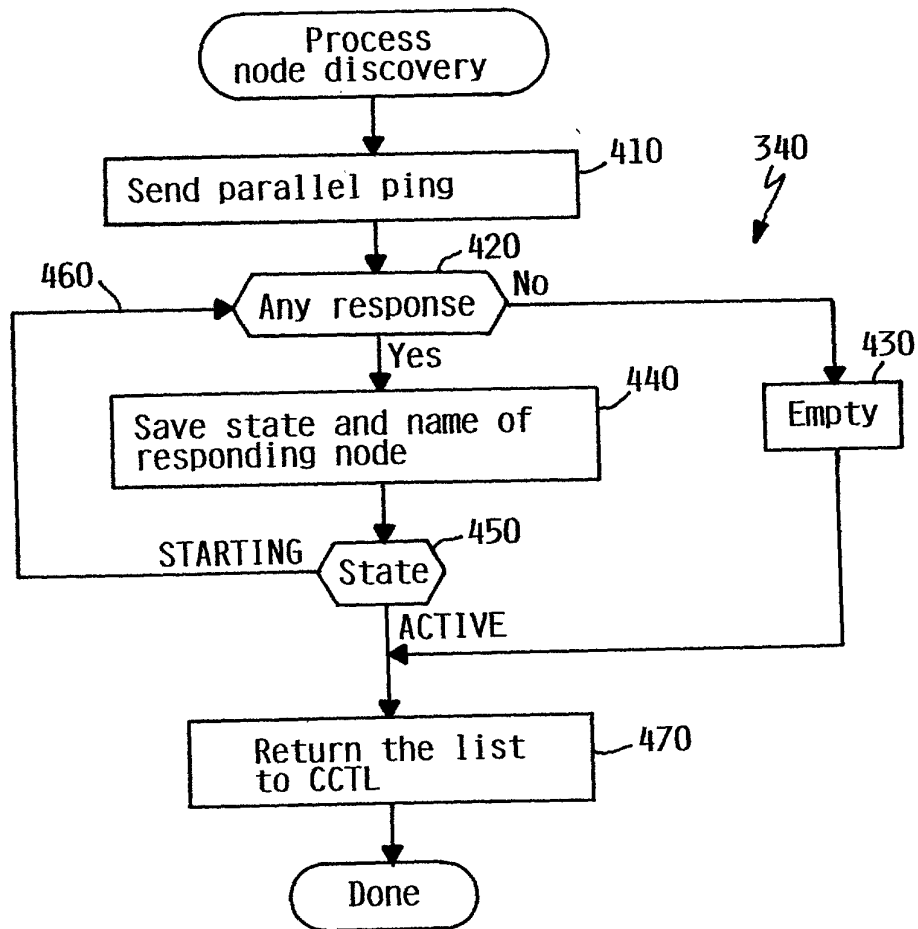 Process
node discovery
410
340
Send parallel ping
420
460
Any response
No
Yes
430
440
Empty
Save state and name of
responding node
450
STARTING
State
ACTIVE
Return the list
to CCTL
470
Done